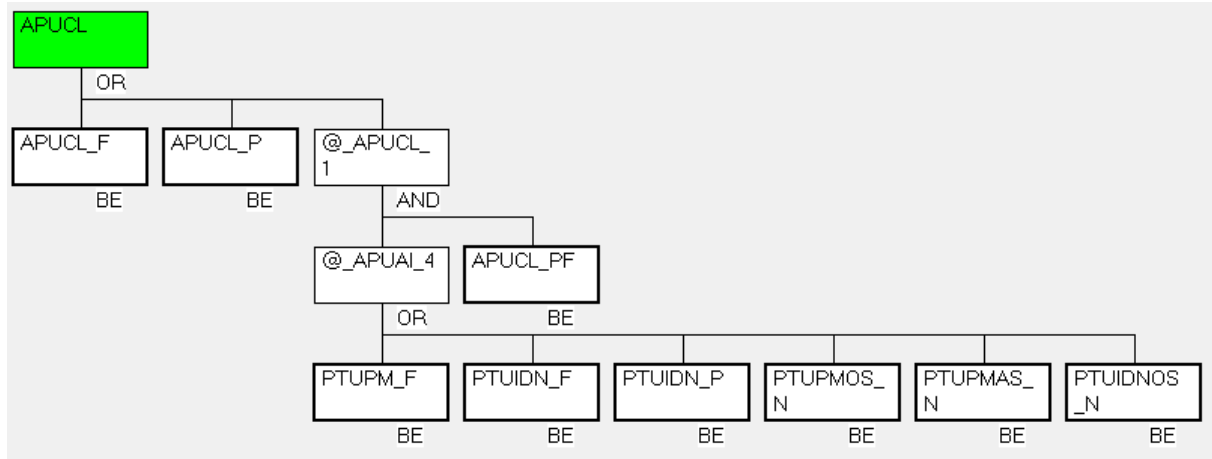 APUCL
OR
APUCL_F
APUCL_P
@_APUCL_
1
BE
BE
AND
@_APUAI_4
APUCL_PF
OR
BE
PTUPM_F
PTUIDN_F
PTUIDN_P
PTUPMOS_
N
PTUPMAS_
N
PTUIDNOS
_N
BE
BE
BE
BE
BE
BE